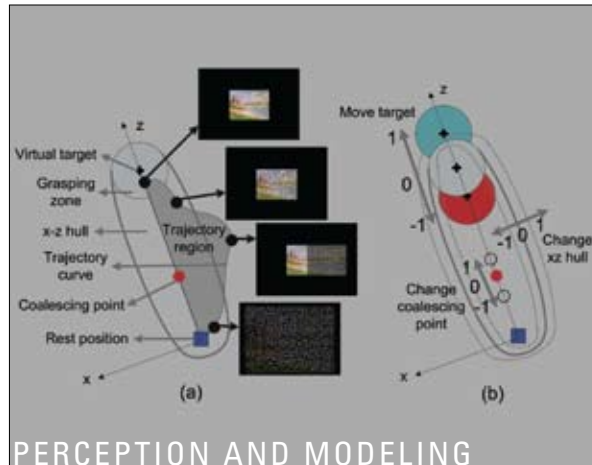 z
Virtual target
Grasping
zone
x-z hull
Trajectory
region
Trajectory
curve
Coalescing point
Rest position
x
(a)
z
Move target
1
0
-1
1
0
-1
Change
xz hull
1
0
-1
Change
coalescing
point
x
(b)
PERCEPTION AND MODELING